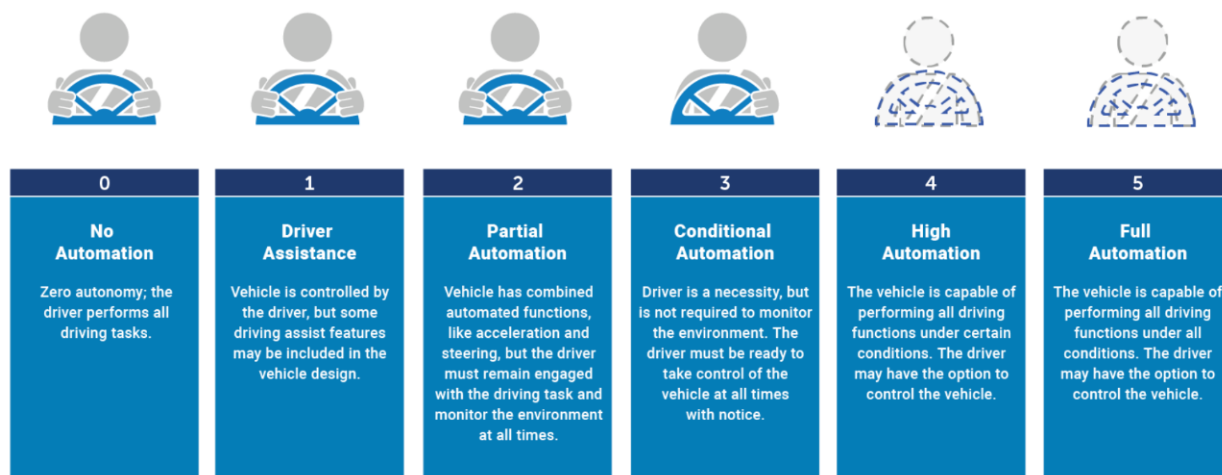 0
No
Automation
Zero autonomy; the
driver performs all
driving tasks.
1
Driver
Assistance
Vehicle is controlled by
the driver, but some
driving assist features
may be included in the
vehicle design.
2
Partial
Automation
Vehicle has combined
automated functions,
like acceleration and
steering, but the driver
must remain engaged
with the driving task and
monitor the environment
at all times.
3
Conditional
Automation
Driver is a necessity, but
is not required to monitor
the environment. The
driver must be ready to
take control of the
vehicle at all times
with notice.
4
High
Automation
The vehicle is capable of
performing all driving
functions under certain
conditions. The driver
may have the option to
control the vehicle.
5
Full
Automation
The vehicle is capable of
performing all driving
functions under all
conditions. The driver
may have the option to
control the vehicle.